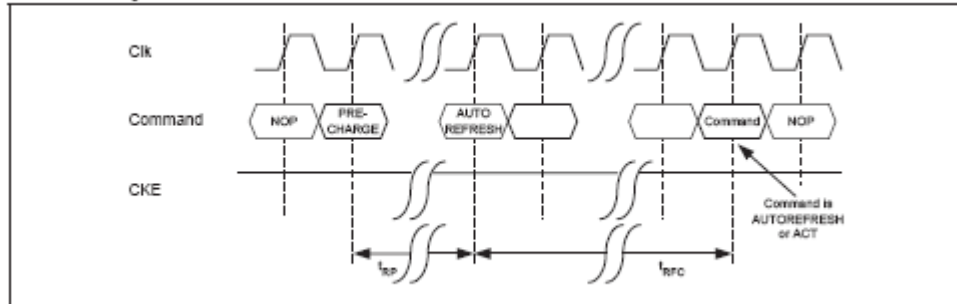 Clk
Command
NOP
PRE-
CHARGE
AUTO
REFRESH
Command
NOP
CKE
Command is
AUTOREFRESH
or ACT
tRP
tRFC